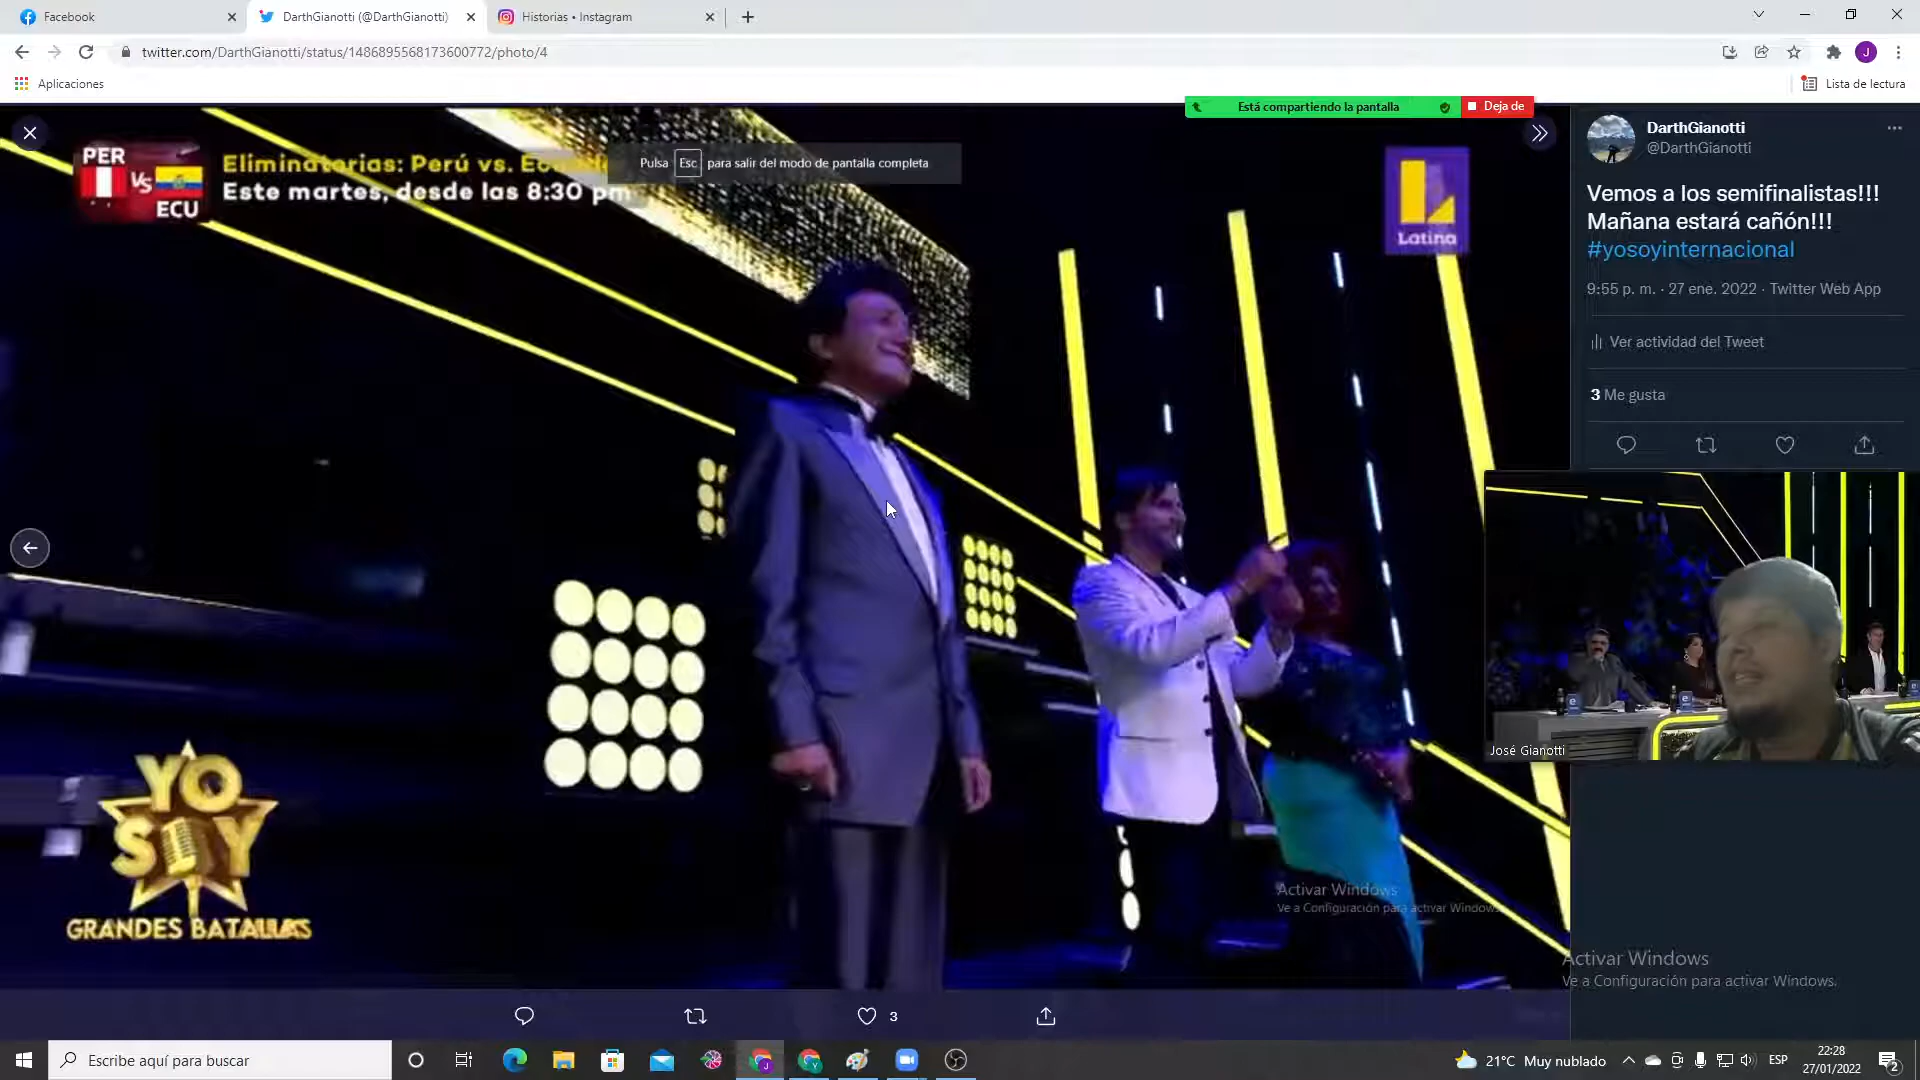 Facebook
DarthGianotti (@DarthGianotti)
Historias • Instagram
twitter.com/DarthGianotti/status/1486895568173600772/photo/4
Aplicaciones
Lista de lectura
Está compartiendo la pantalla
Deja de
PER
VS
ECU
Eliminatorias: Perú vs.
Este martes, desde las 8:30 pm
Pulsa Esc para salir del modo de pantalla completa
Latina
DarthGianotti
@DarthGianotti
Vemos a los semifinalistas!!!
Mañana estará cañón!!!
#yosoyinternacional
9:55 p. m. · 27 ene. 2022 · Twitter Web App
Ver actividad del Tweet
3 Me gusta
José Gianotti
YO
SOY
GRANDES BATALLAS
Activar Windows
Ve a Configuración para activar Windows.
Activar Windows
Ve a Configuración para activar Windows.
3
Escribe aquí para buscar
21°C Muy nublado
ESP
22:28
27/01/2022
2